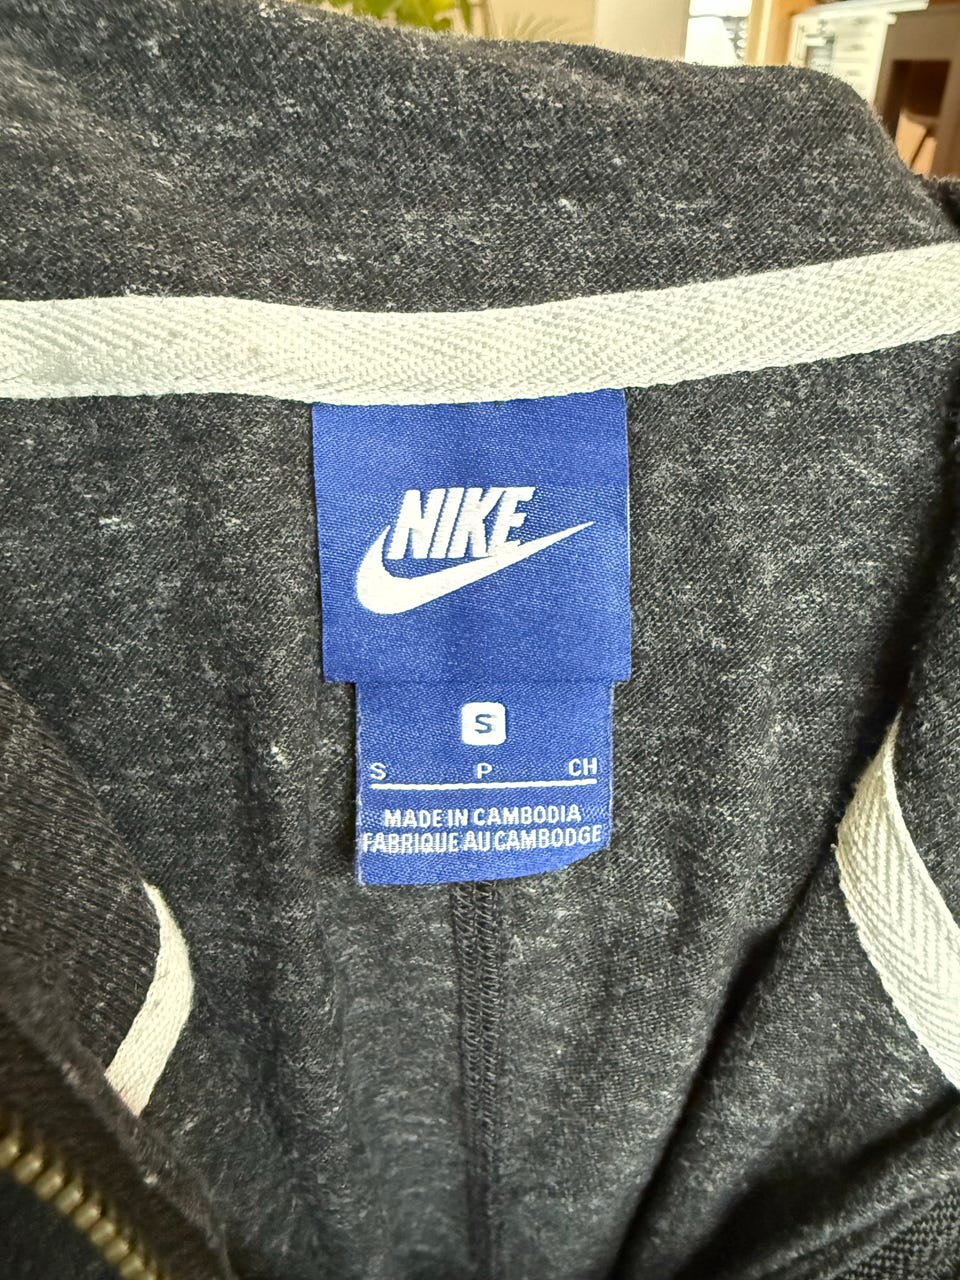 NIKE
S
S P CH
MADE IN CAMBODIA
FABRIQUE AU CAMBODGE